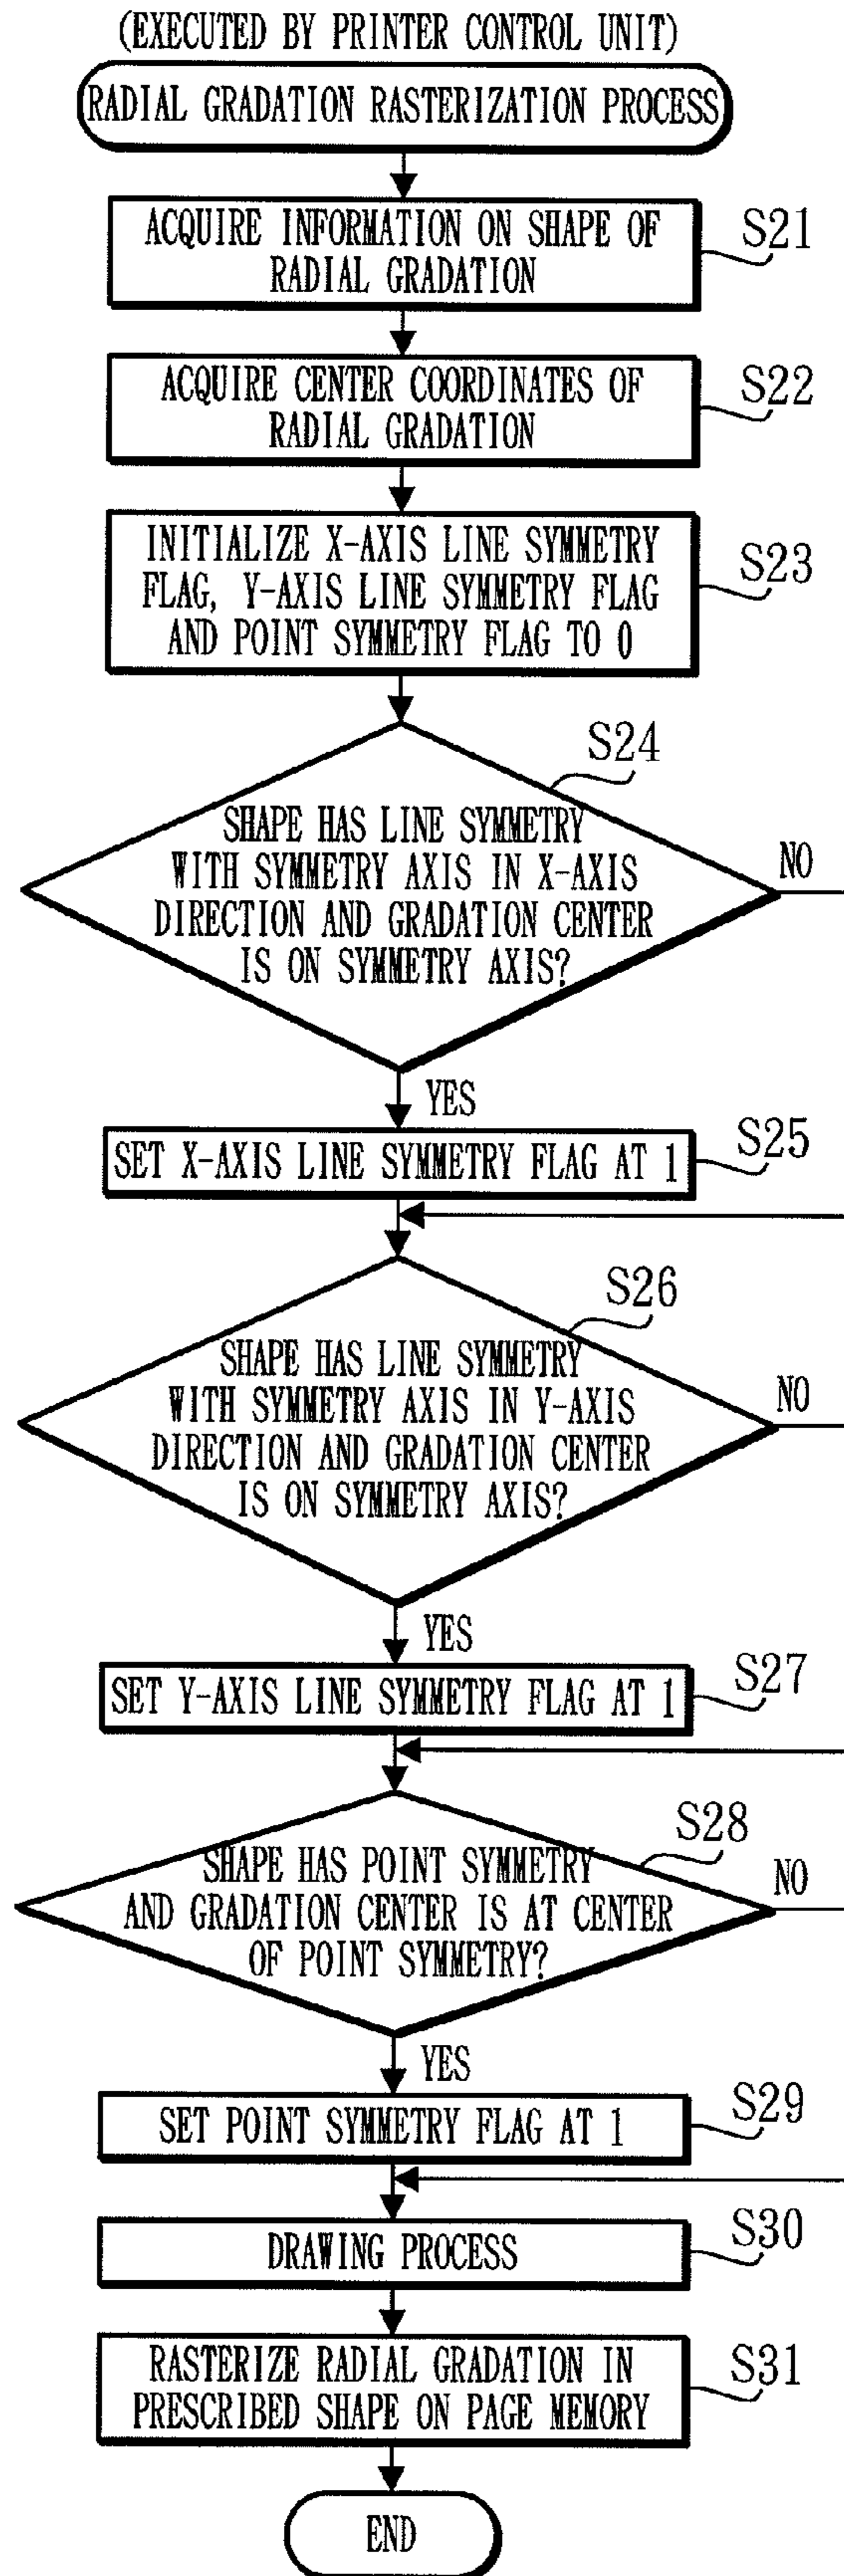 (EXECUTED BY PRINTER CONTROL UNIT)
RADIAL GRADATION RASTERIZATION PROCESS
ACQUIRE INFORMATION ON SHAPE OF
RADIAL GRADATION
S21
ACQUIRE CENTER COORDINATES OF
RADIAL GRADATION
S22
INITIALIZE X-AXIS LINE SYMMETRY
FLAG, Y-AXIS LINE SYMMETRY FLAG
AND POINT SYMMETRY FLAG TO 0
S23
S24
SHAPE HAS LINE SYMMETRY
WITH SYMMETRY AXIS IN X-AXIS
DIRECTION AND GRADATION CENTER
IS ON SYMMETRY AXIS?
NO
YES
SET X-AXIS LINE SYMMETRY FLAG AT 1
S25
S26
SHAPE HAS LINE SYMMETRY
WITH SYMMETRY AXIS IN Y-AXIS
DIRECTION AND GRADATION CENTER
IS ON SYMMETRY AXIS?
NO
YES
SET Y-AXIS LINE SYMMETRY FLAG AT 1
S27
S28
SHAPE HAS POINT SYMMETRY
AND GRADATION CENTER IS AT CENTER
OF POINT SYMMETRY?
NO
YES
SET POINT SYMMETRY FLAG AT 1
S29
DRAWING PROCESS
S30
RASTERIZE RADIAL GRADATION IN
PRESCRIBED SHAPE ON PAGE MEMORY
S31
END